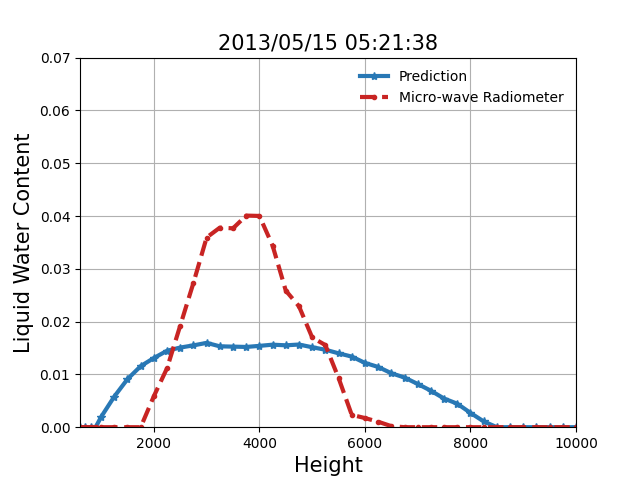 2013/05/15 05:21:38
Prediction
Micro-wave Radiometer
Liquid Water Content
0.07
0.06
0.05
0.04
0.03
0.02
0.01
0.00
2000 4000 6000 8000 10000
Height